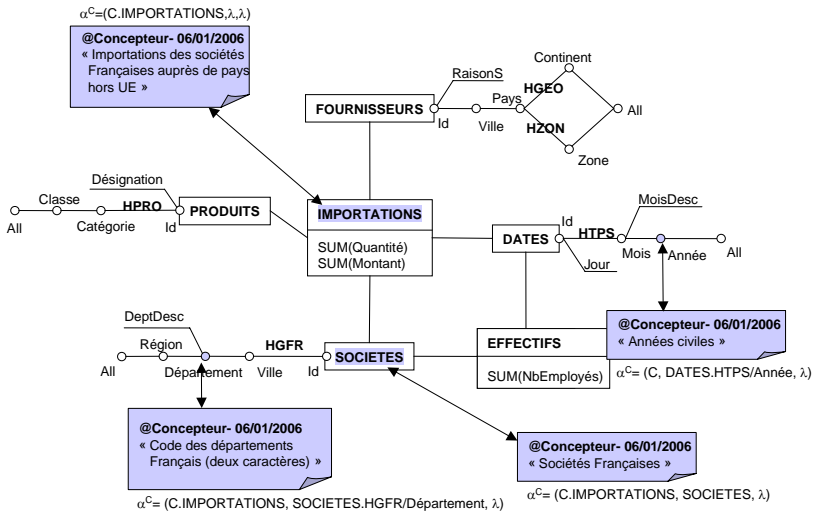 αᶜ=(C.IMPORTATIONS,λ,λ)
@Concepteur- 06/01/2006
« Importations des sociétés
Françaises auprès de pays
hors UE »
Continent
RaisonS
HGEO
Pays
FOURNISSEURS
All
Id
Ville
HZON
Zone
Désignation
MoisDesc
Classe
HPRO
PRODUITS
IMPORTATIONS
Id
HTPS
All
Catégorie
Id
DATES
Mois
Année
All
SUM(Quantité)
SUM(Montant)
Jour
DeptDesc
@Concepteur- 06/01/2006
« Années civiles »
Région
HGFR
SOCIETES
EFFECTIFS
All
Département
Ville
Id
SUM(NbEmployés)
αᶜ= (C, DATES.HTPS/Année, λ)
@Concepteur- 06/01/2006
« Code des départements
Français (deux caractères) »
@Concepteur- 06/01/2006
« Sociétés Françaises »
αᶜ= (C.IMPORTATIONS, SOCIETES.HGFR/Département, λ)
αᶜ= (C.IMPORTATIONS, SOCIETES, λ)